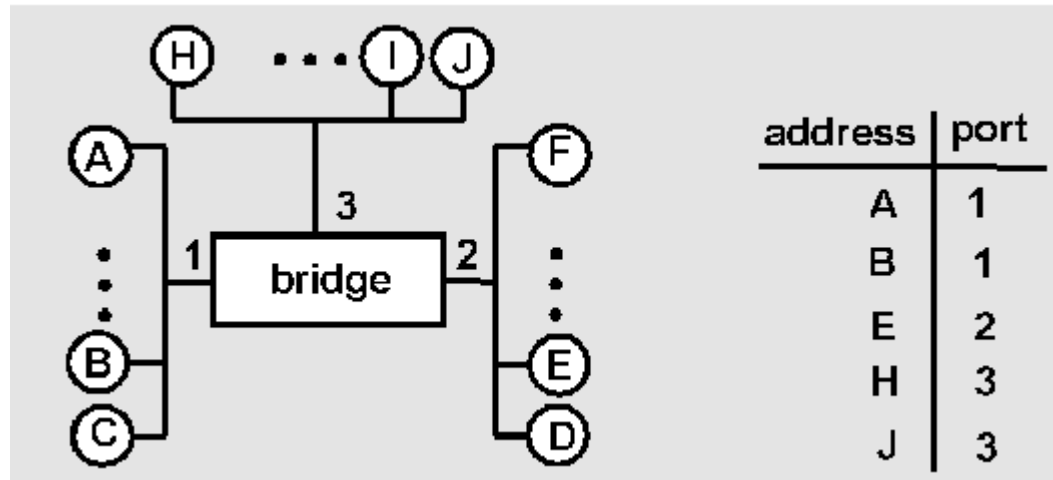 H I J
A F
3
1 bridge 2
B E
C D
address port
A 1
B 1
E 2
H 3
J 3